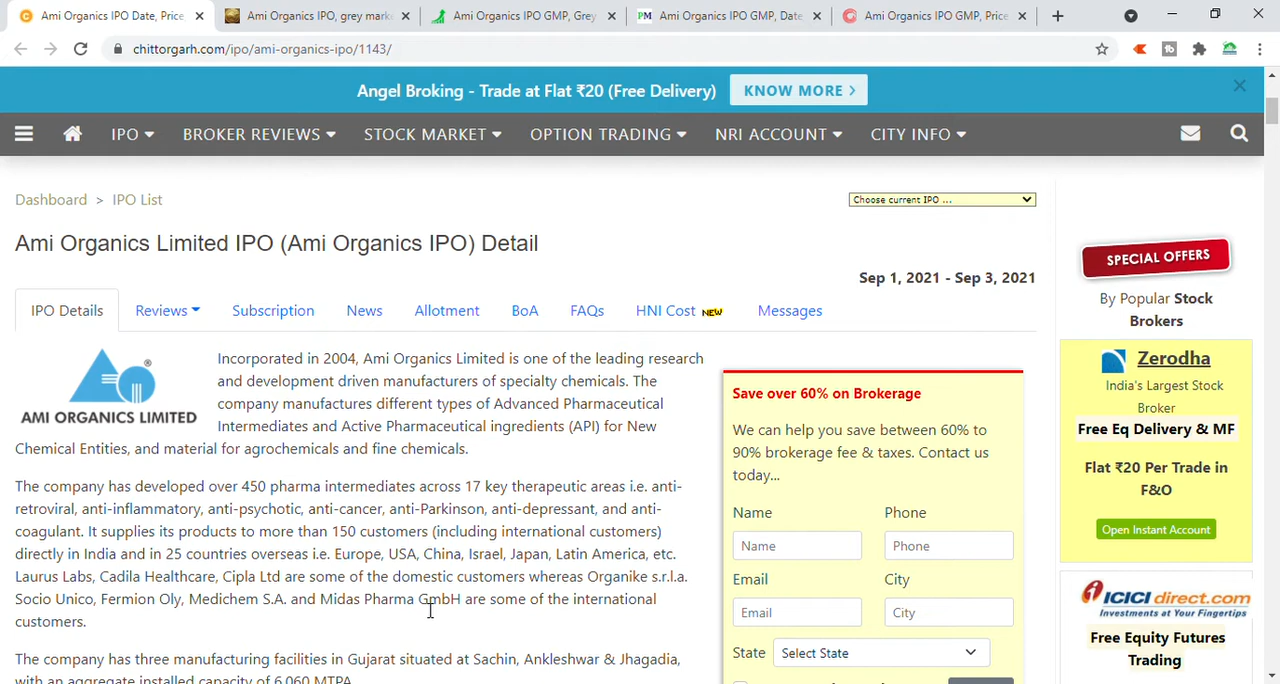 Ami Organics IPO Date, Price,
Ami Organics IPO, grey mark
Ami Organics IPO GMP, Grey
PM Ami Organics IPO GMP, Date
Ami Organics IPO GMP, Price
chittorgarh.com/ipo/ami-organics-ipo/1143/
Angel Broking - Trade at Flat ₹20 (Free Delivery)
KNOW MORE
IPO BROKER REVIEWS STOCK MARKET OPTION TRADING NRI ACCOUNT CITY INFO
Dashboard > IPO List
Choose current IPO ...
Ami Organics Limited IPO (Ami Organics IPO) Detail
Sep 1, 2021 - Sep 3, 2021
IPO Details Reviews Subscription News Allotment BoA FAQs HNI Cost NEW Messages
AMI ORGANICS LIMITED
Incorporated in 2004, Ami Organics Limited is one of the leading research
and development driven manufacturers of specialty chemicals. The
company manufactures different types of Advanced Pharmaceutical
Intermediates and Active Pharmaceutical ingredients (API) for New
Chemical Entities, and material for agrochemicals and fine chemicals.
The company has developed over 450 pharma intermediates across 17 key therapeutic areas i.e. anti-
retroviral, anti-inflammatory, anti-psychotic, anti-cancer, anti-Parkinson, anti-depressant, and anti-
coagulant. It supplies its products to more than 150 customers (including international customers)
directly in India and in 25 countries overseas i.e. Europe, USA, China, Israel, Japan, Latin America, etc.
Laurus Labs, Cadila Healthcare, Cipla Ltd are some of the domestic customers whereas Organike s.r.l.a.
Socio Unico, Fermion Oly, Medichem S.A. and Midas Pharma GmbH are some of the international
customers.
The company has three manufacturing facilities in Gujarat situated at Sachin, Ankleshwar & Jhagadia,
with an aggregate installed capacity of 6,060 MTPA.
Save over 60% on Brokerage
We can help you save between 60% to
90% brokerage fee & taxes. Contact us
today...
Name Phone
Name Phone
Email City
Email City
State Select State
SPECIAL OFFERS
By Popular Stock
Brokers
Zerodha
India's Largest Stock
Broker
Free Eq Delivery & MF
Flat ₹20 Per Trade in
F&O
Open Instant Account
ICICI direct.com
Investments at Your Fingertips
Free Equity Futures
Trading